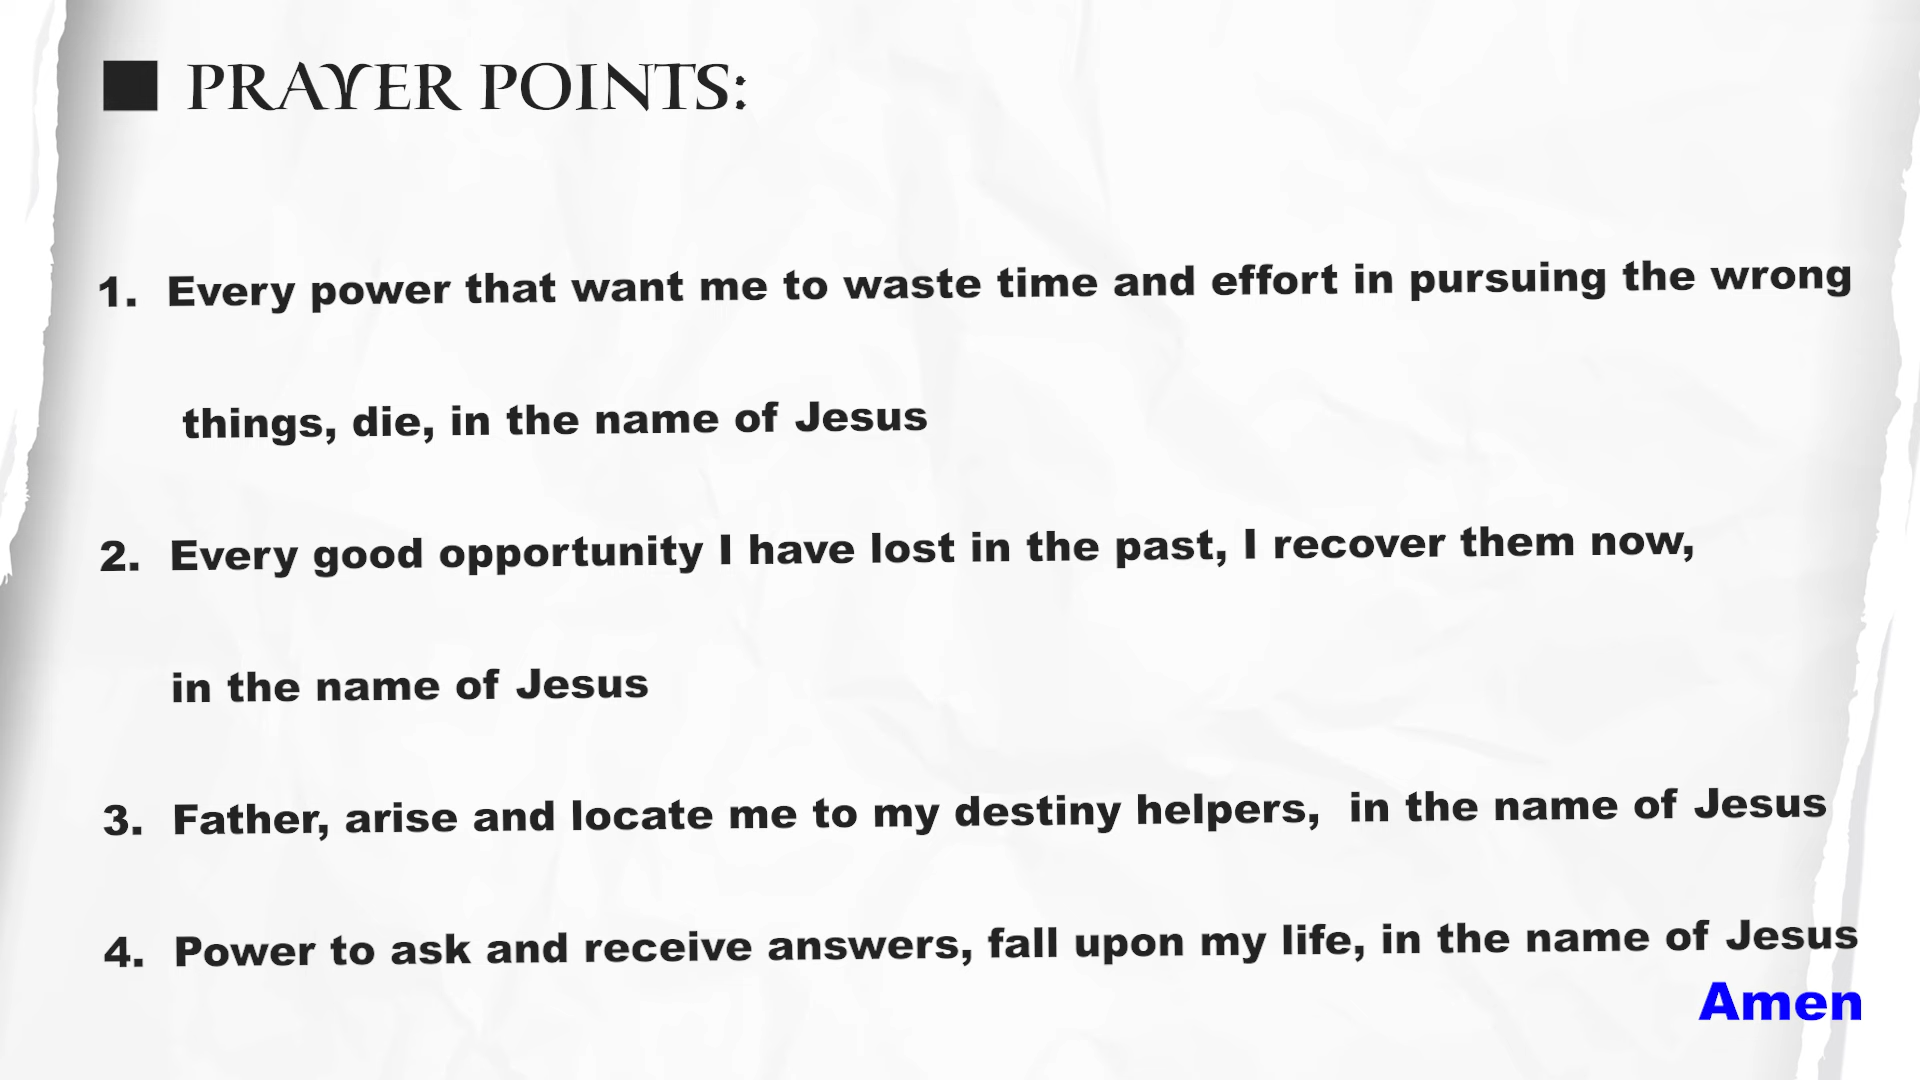 PRAYER POINTS:
1. Every power that want me to waste time and effort in pursuing the wrong
things, die, in the name of Jesus
2. Every good opportunity I have lost in the past, I recover them now,
in the name of Jesus
3. Father, arise and locate me to my destiny helpers, in the name of Jesus
4. Power to ask and receive answers, fall upon my life, in the name of Jesus
Amen